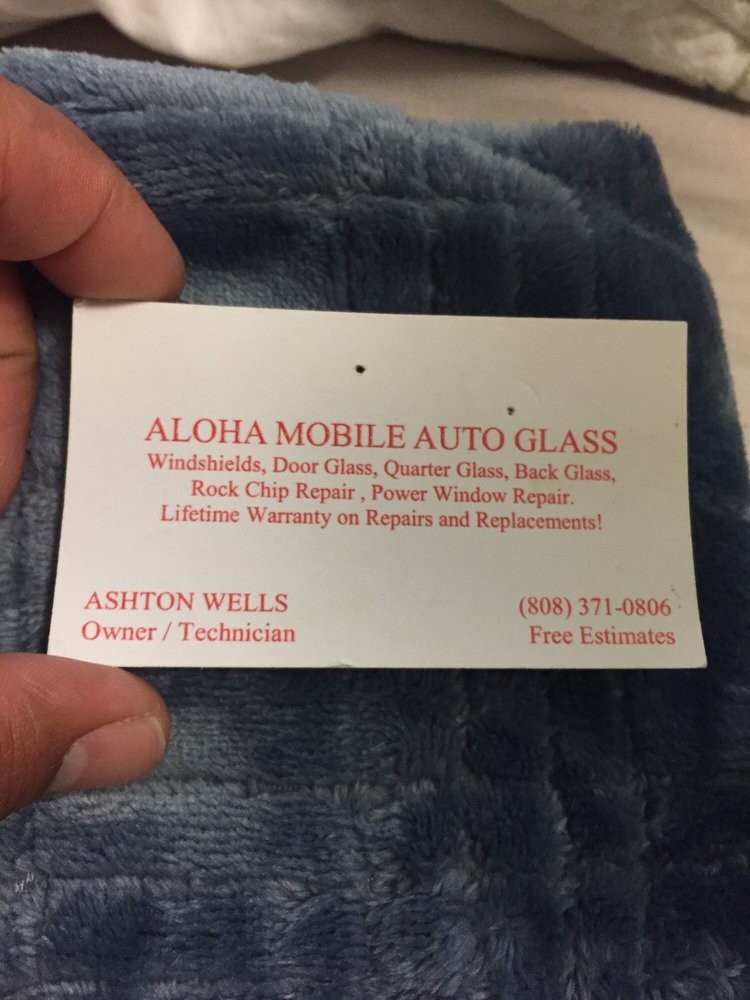 ALOHA MOBILE AUTO GLASS
Windshields, Door Glass, Quarter Glass, Back Glass,
Rock Chip Repair , Power Window Repair.
Lifetime Warranty on Repairs and Replacements!
ASHTON WELLS
Owner / Technician
(808) 371-0806
Free Estimates